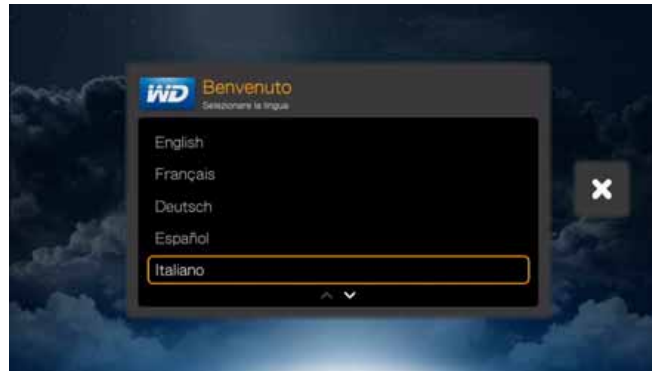 WD
Benvenuto
Selezionare la lingua
English
Français
Deutsch
Español
Italiano